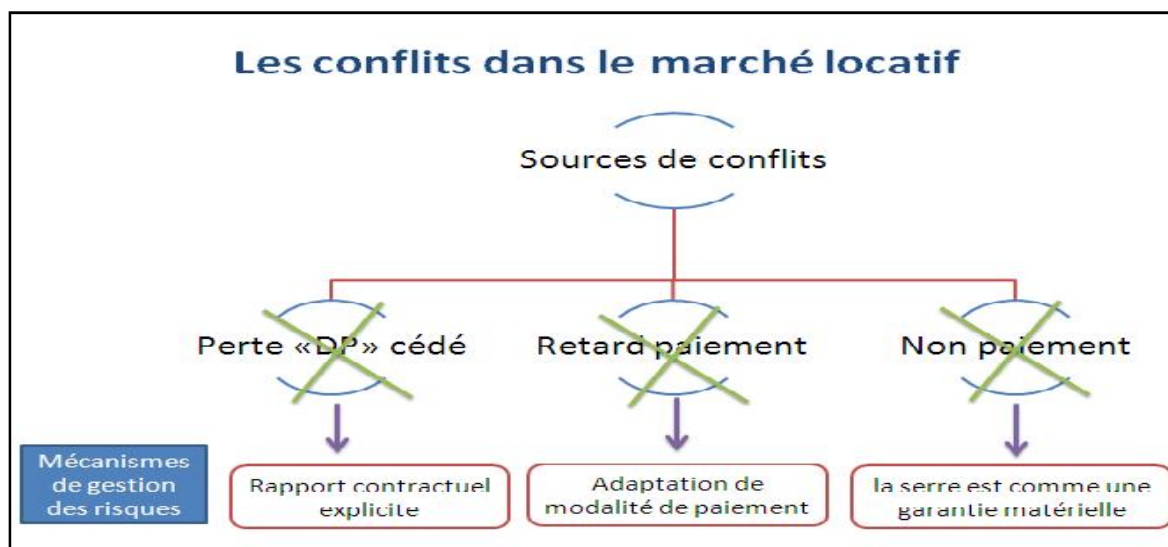 Les conflits dans le marché locatif
Sources de conflits
Perte «DP» cédé
Retard paiement
Non paiement
Mécanismes
de gestion
des risques
Rapport contractuel
explicite
Adaptation de
modalité de paiement
la serre est comme une
garantie matérielle